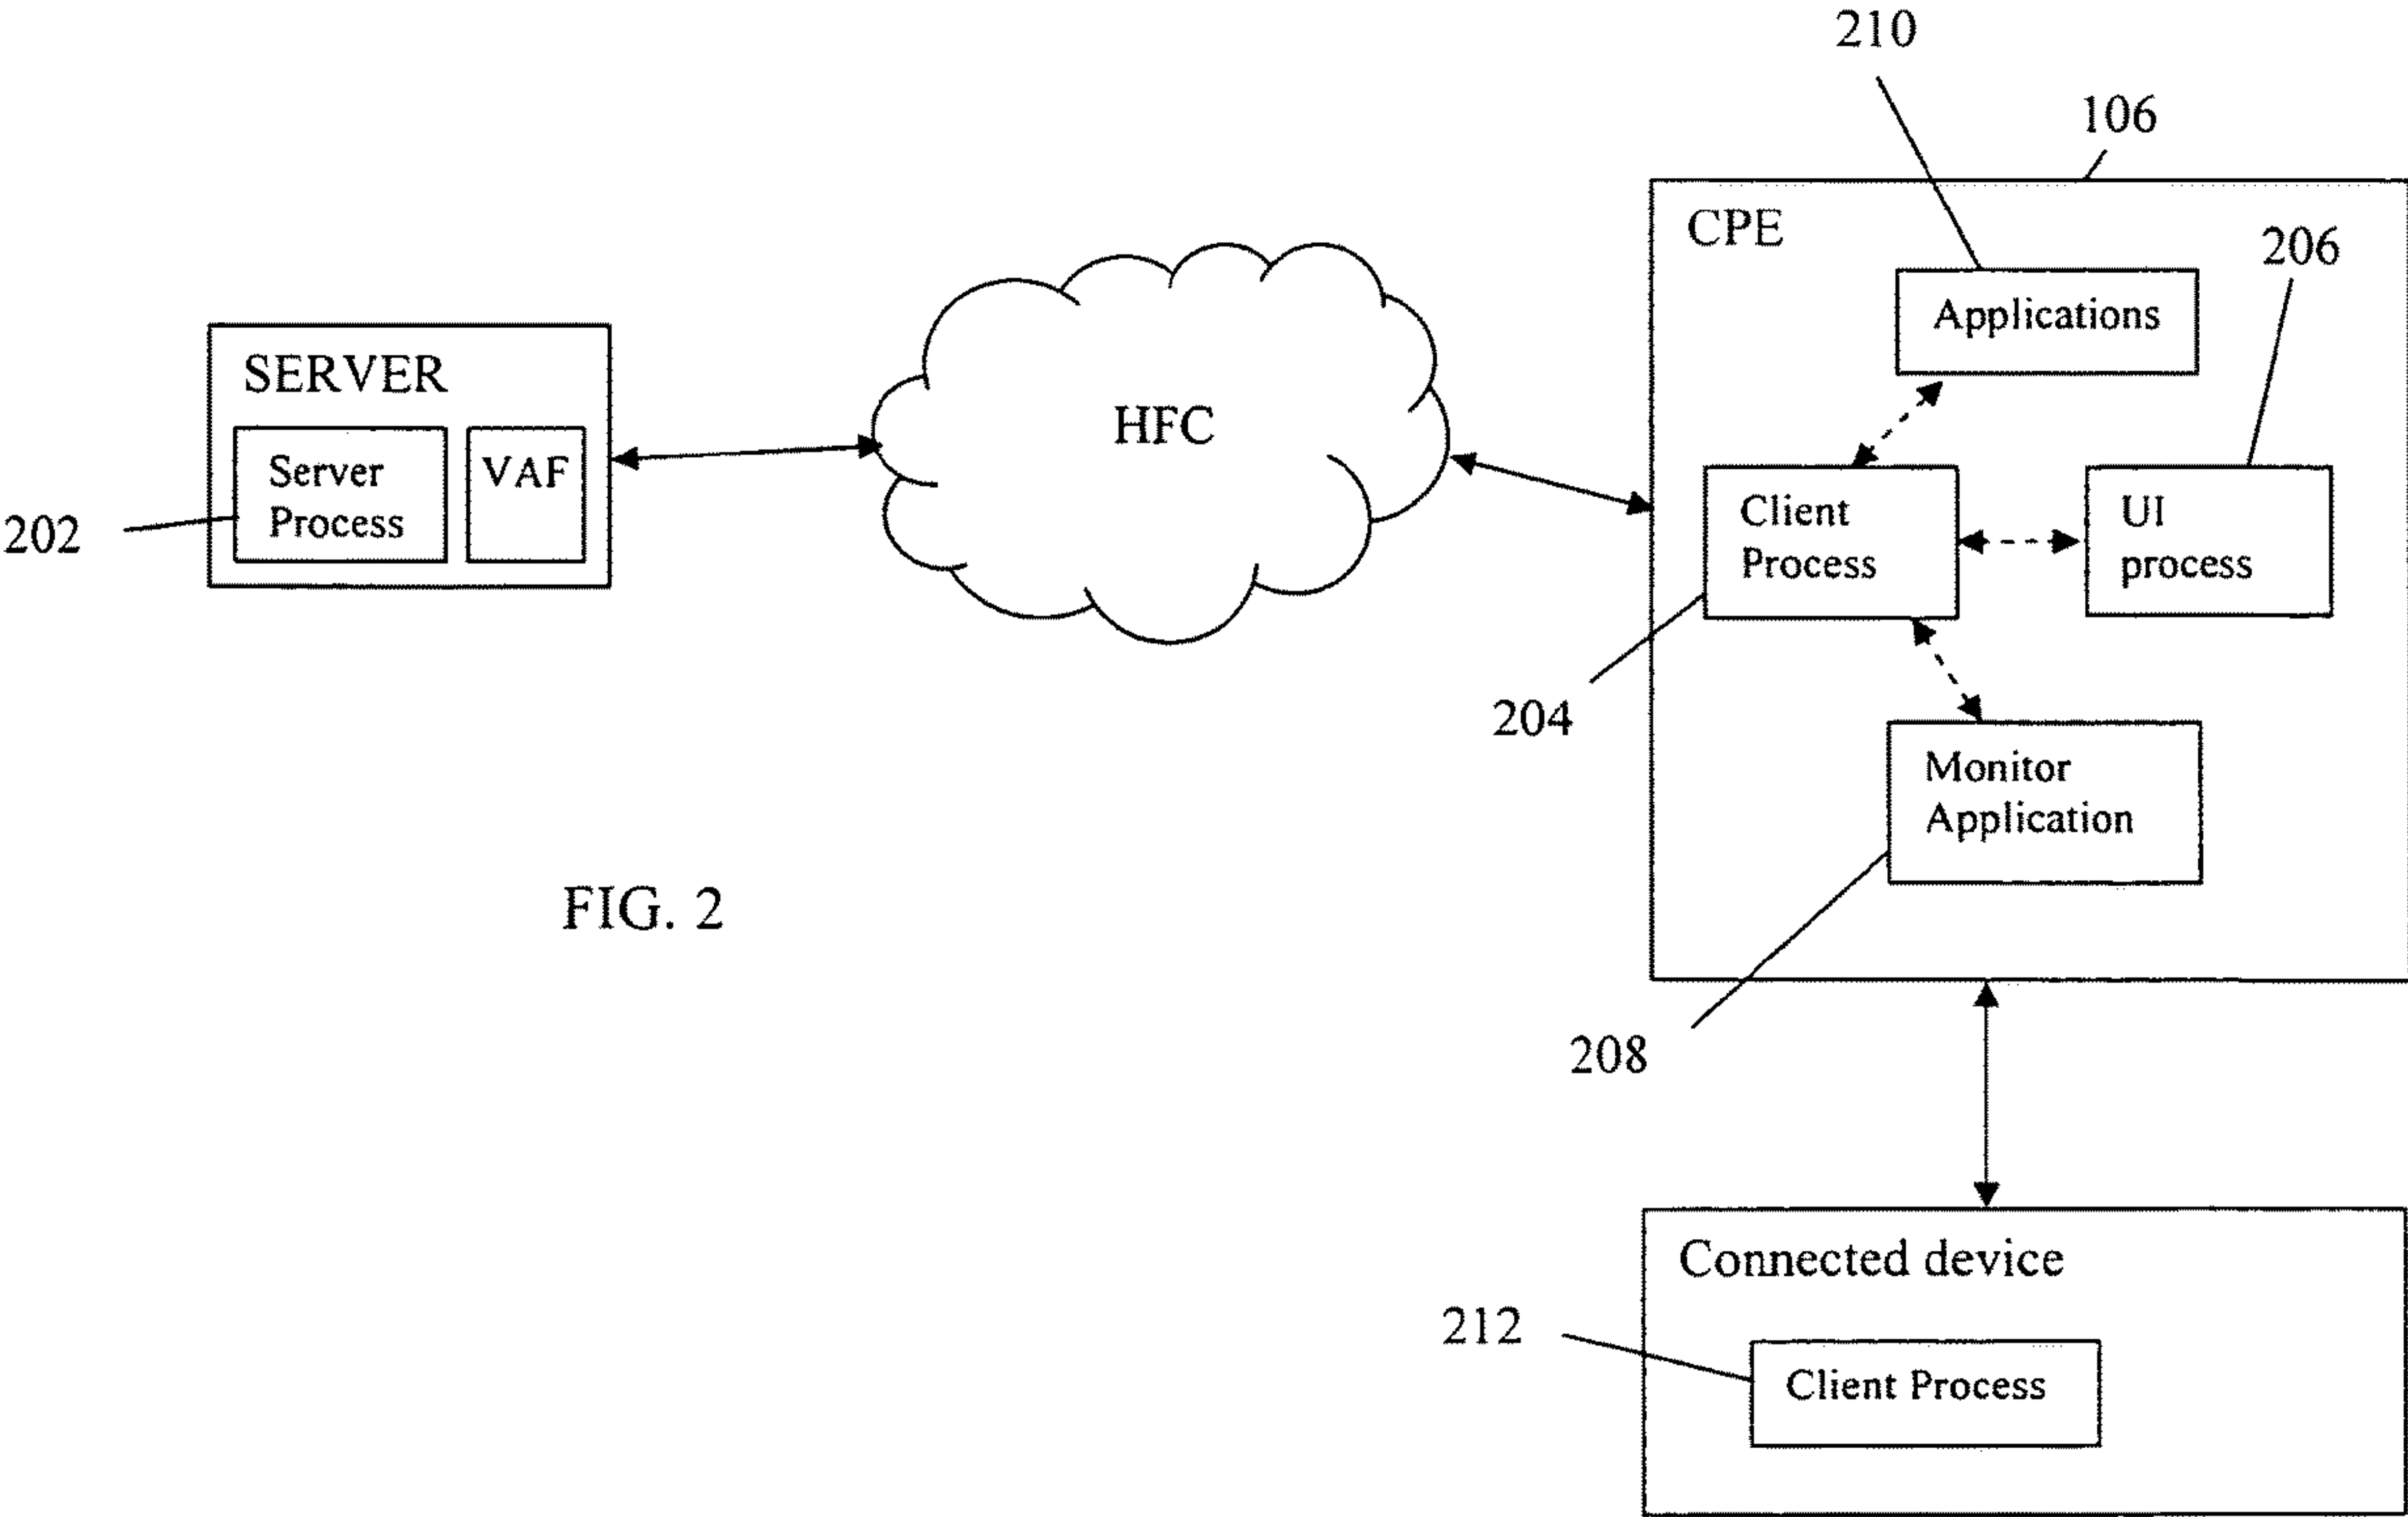 210
106
CPE
206
Applications
SERVER
HFC
Server
Process
VAF
Client
Process
UI
process
202
204
Monitor
Application
FIG. 2
208
Connected device
212
Client Process